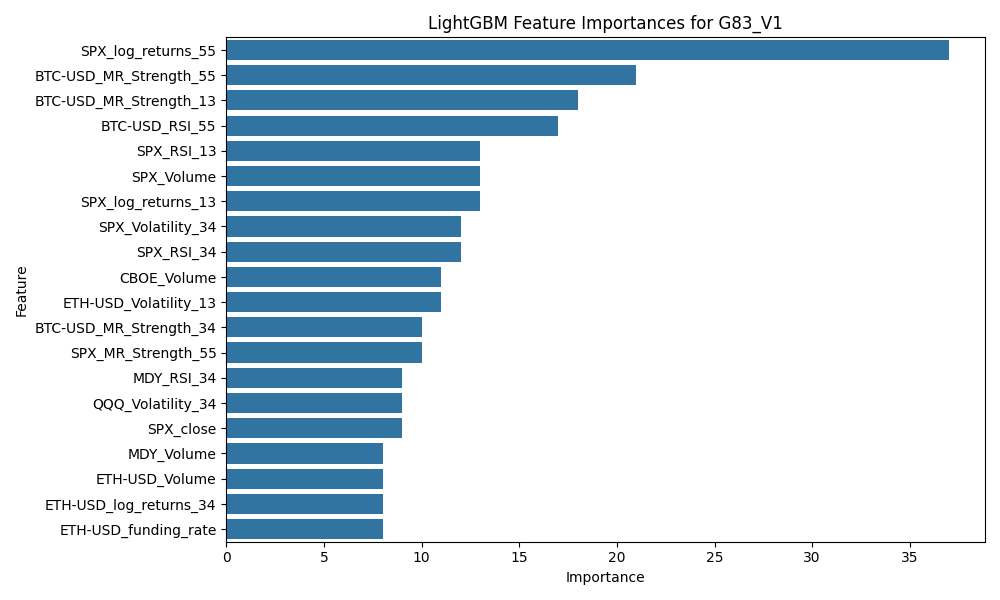 LightGBM Feature Importances for G83_V1
SPX_log_returns_55
BTC-USD_MR_Strength_55
BTC-USD_MR_Strength_13
BTC-USD_RSI_55
SPX_RSI_13
SPX_Volume
SPX_log_returns_13
SPX_Volatility_34
SPX_RSI_34
CBOE_Volume
ETH-USD_Volatility_13
BTC-USD_MR_Strength_34
SPX_MR_Strength_55
MDY_RSI_34
QQQ_Volatility_34
SPX_close
MDY_Volume
ETH-USD_Volume
ETH-USD_log_returns_34
ETH-USD_funding_rate
Feature
0 5 10 15 20 25 30 35
Importance